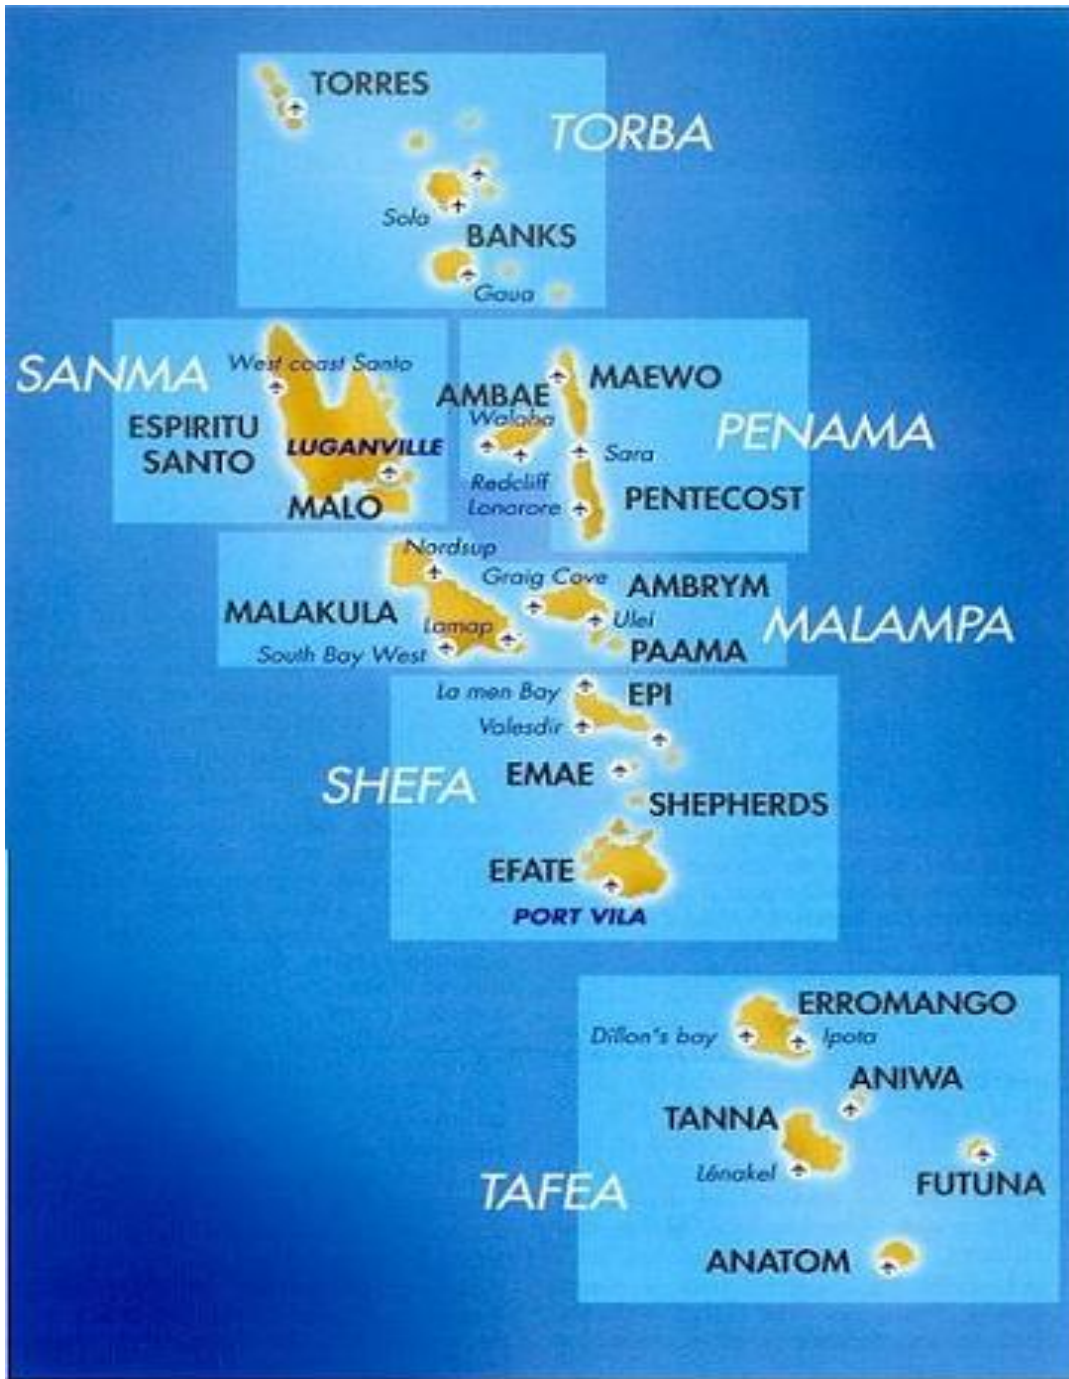 TORRES
TORBA
Sola
BANKS
Gaua
SANMA
West coast Santo
ESPIRITU
SANTO
LUGANVILLE
MALO
AMBAE
MAEWO
Waloha
PENAMA
Sara
Redcliff
Lonorore
PENTECOST
Nordsup
Graig Cove
AMBRYM
MALAKULA
Lamap
Ulei
MALAMPA
South Bay West
PAAMA
La men Bay
EPI
Valesdir
SHEFA
EMAE
SHEPHERDS
EFATE
PORT VILA
ERROMANGO
Dillon"s bay
Ipota
ANIWA
TANNA
Lénakel
FUTUNA
TAFEA
ANATOM